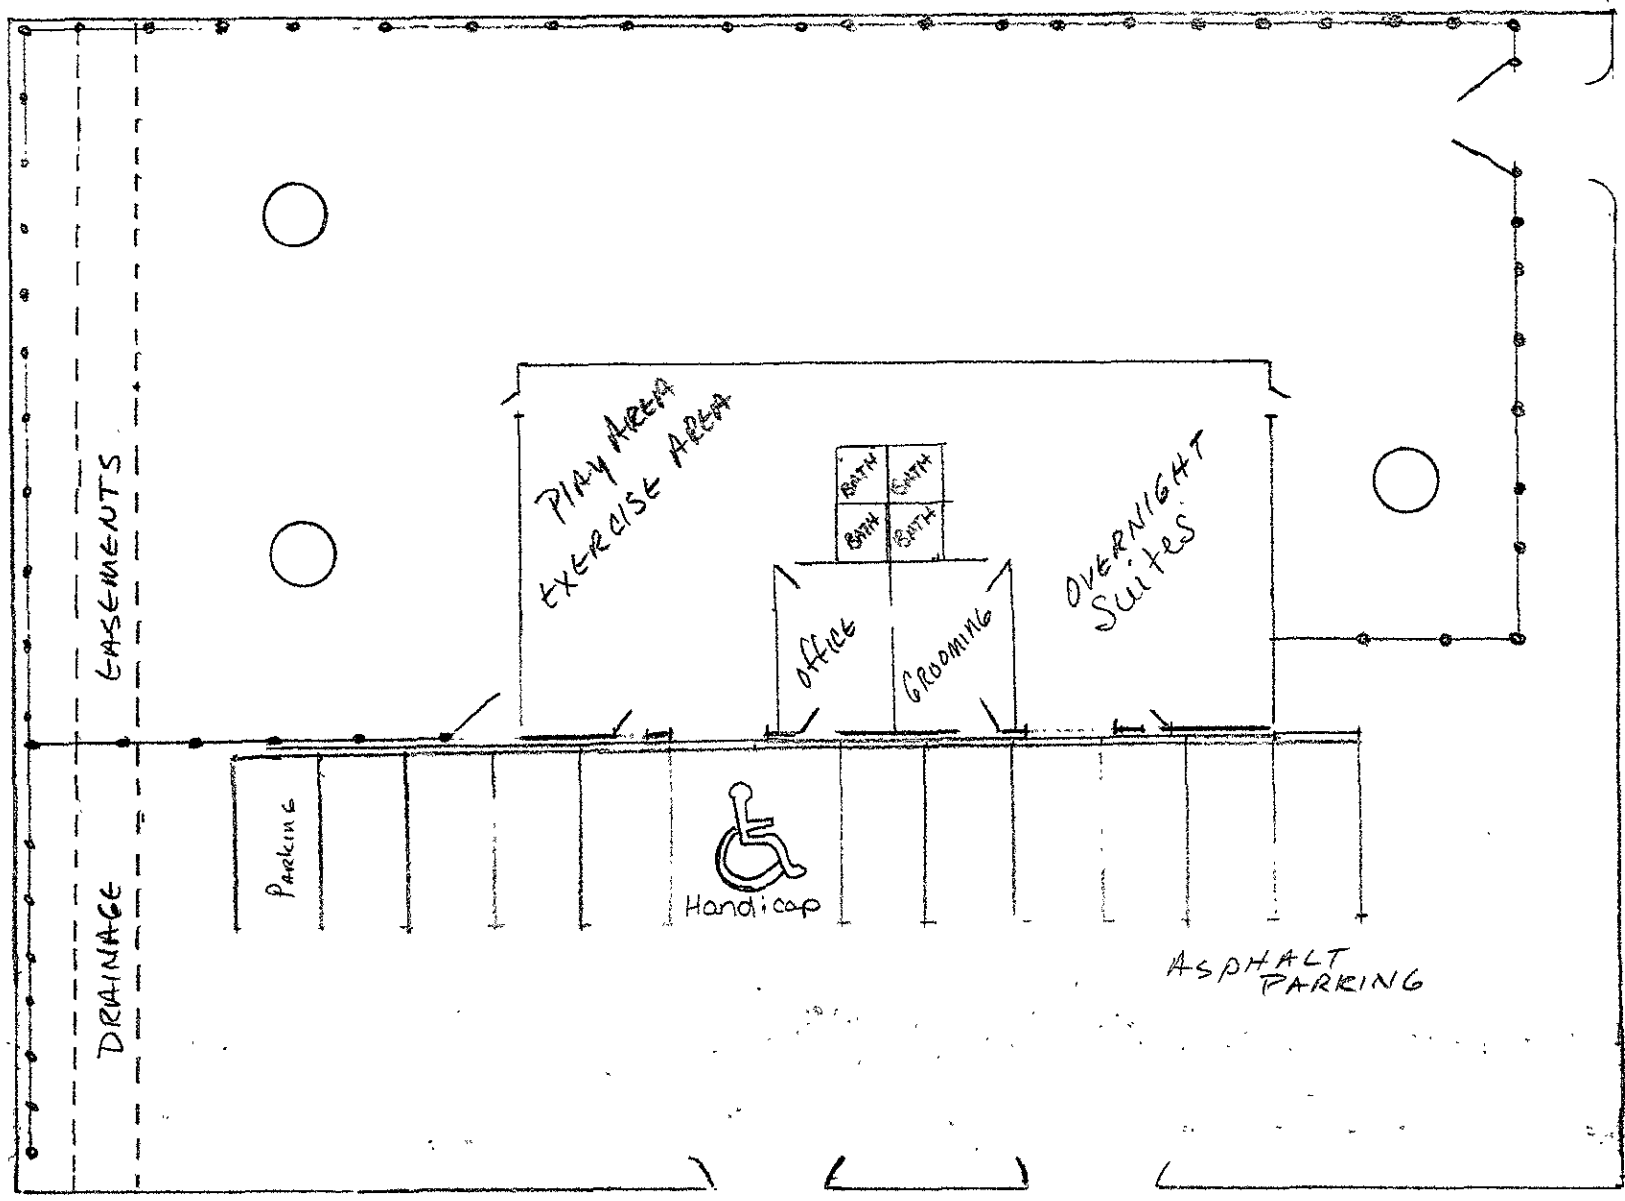 PlAy AREA
EXERCISE AREA
BATH
BATH
BATH
BATH
OVERNIGHT
Suites
OffICE
GROOMING
EASEMENTS
DRAINAGE
PARKING
Handicap
ASPHALT
PARKING